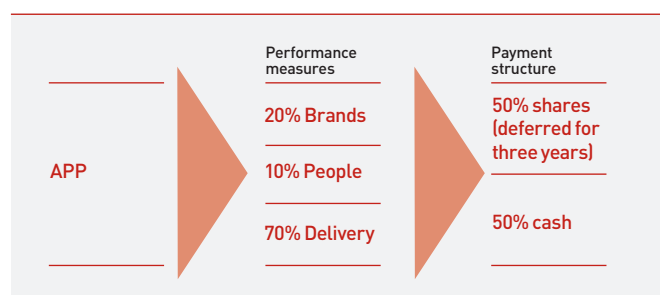 APP
Performance
measures
20% Brands
10% People
70% Delivery
Payment
structure
50% shares
(deferred for
three years)
50% cash